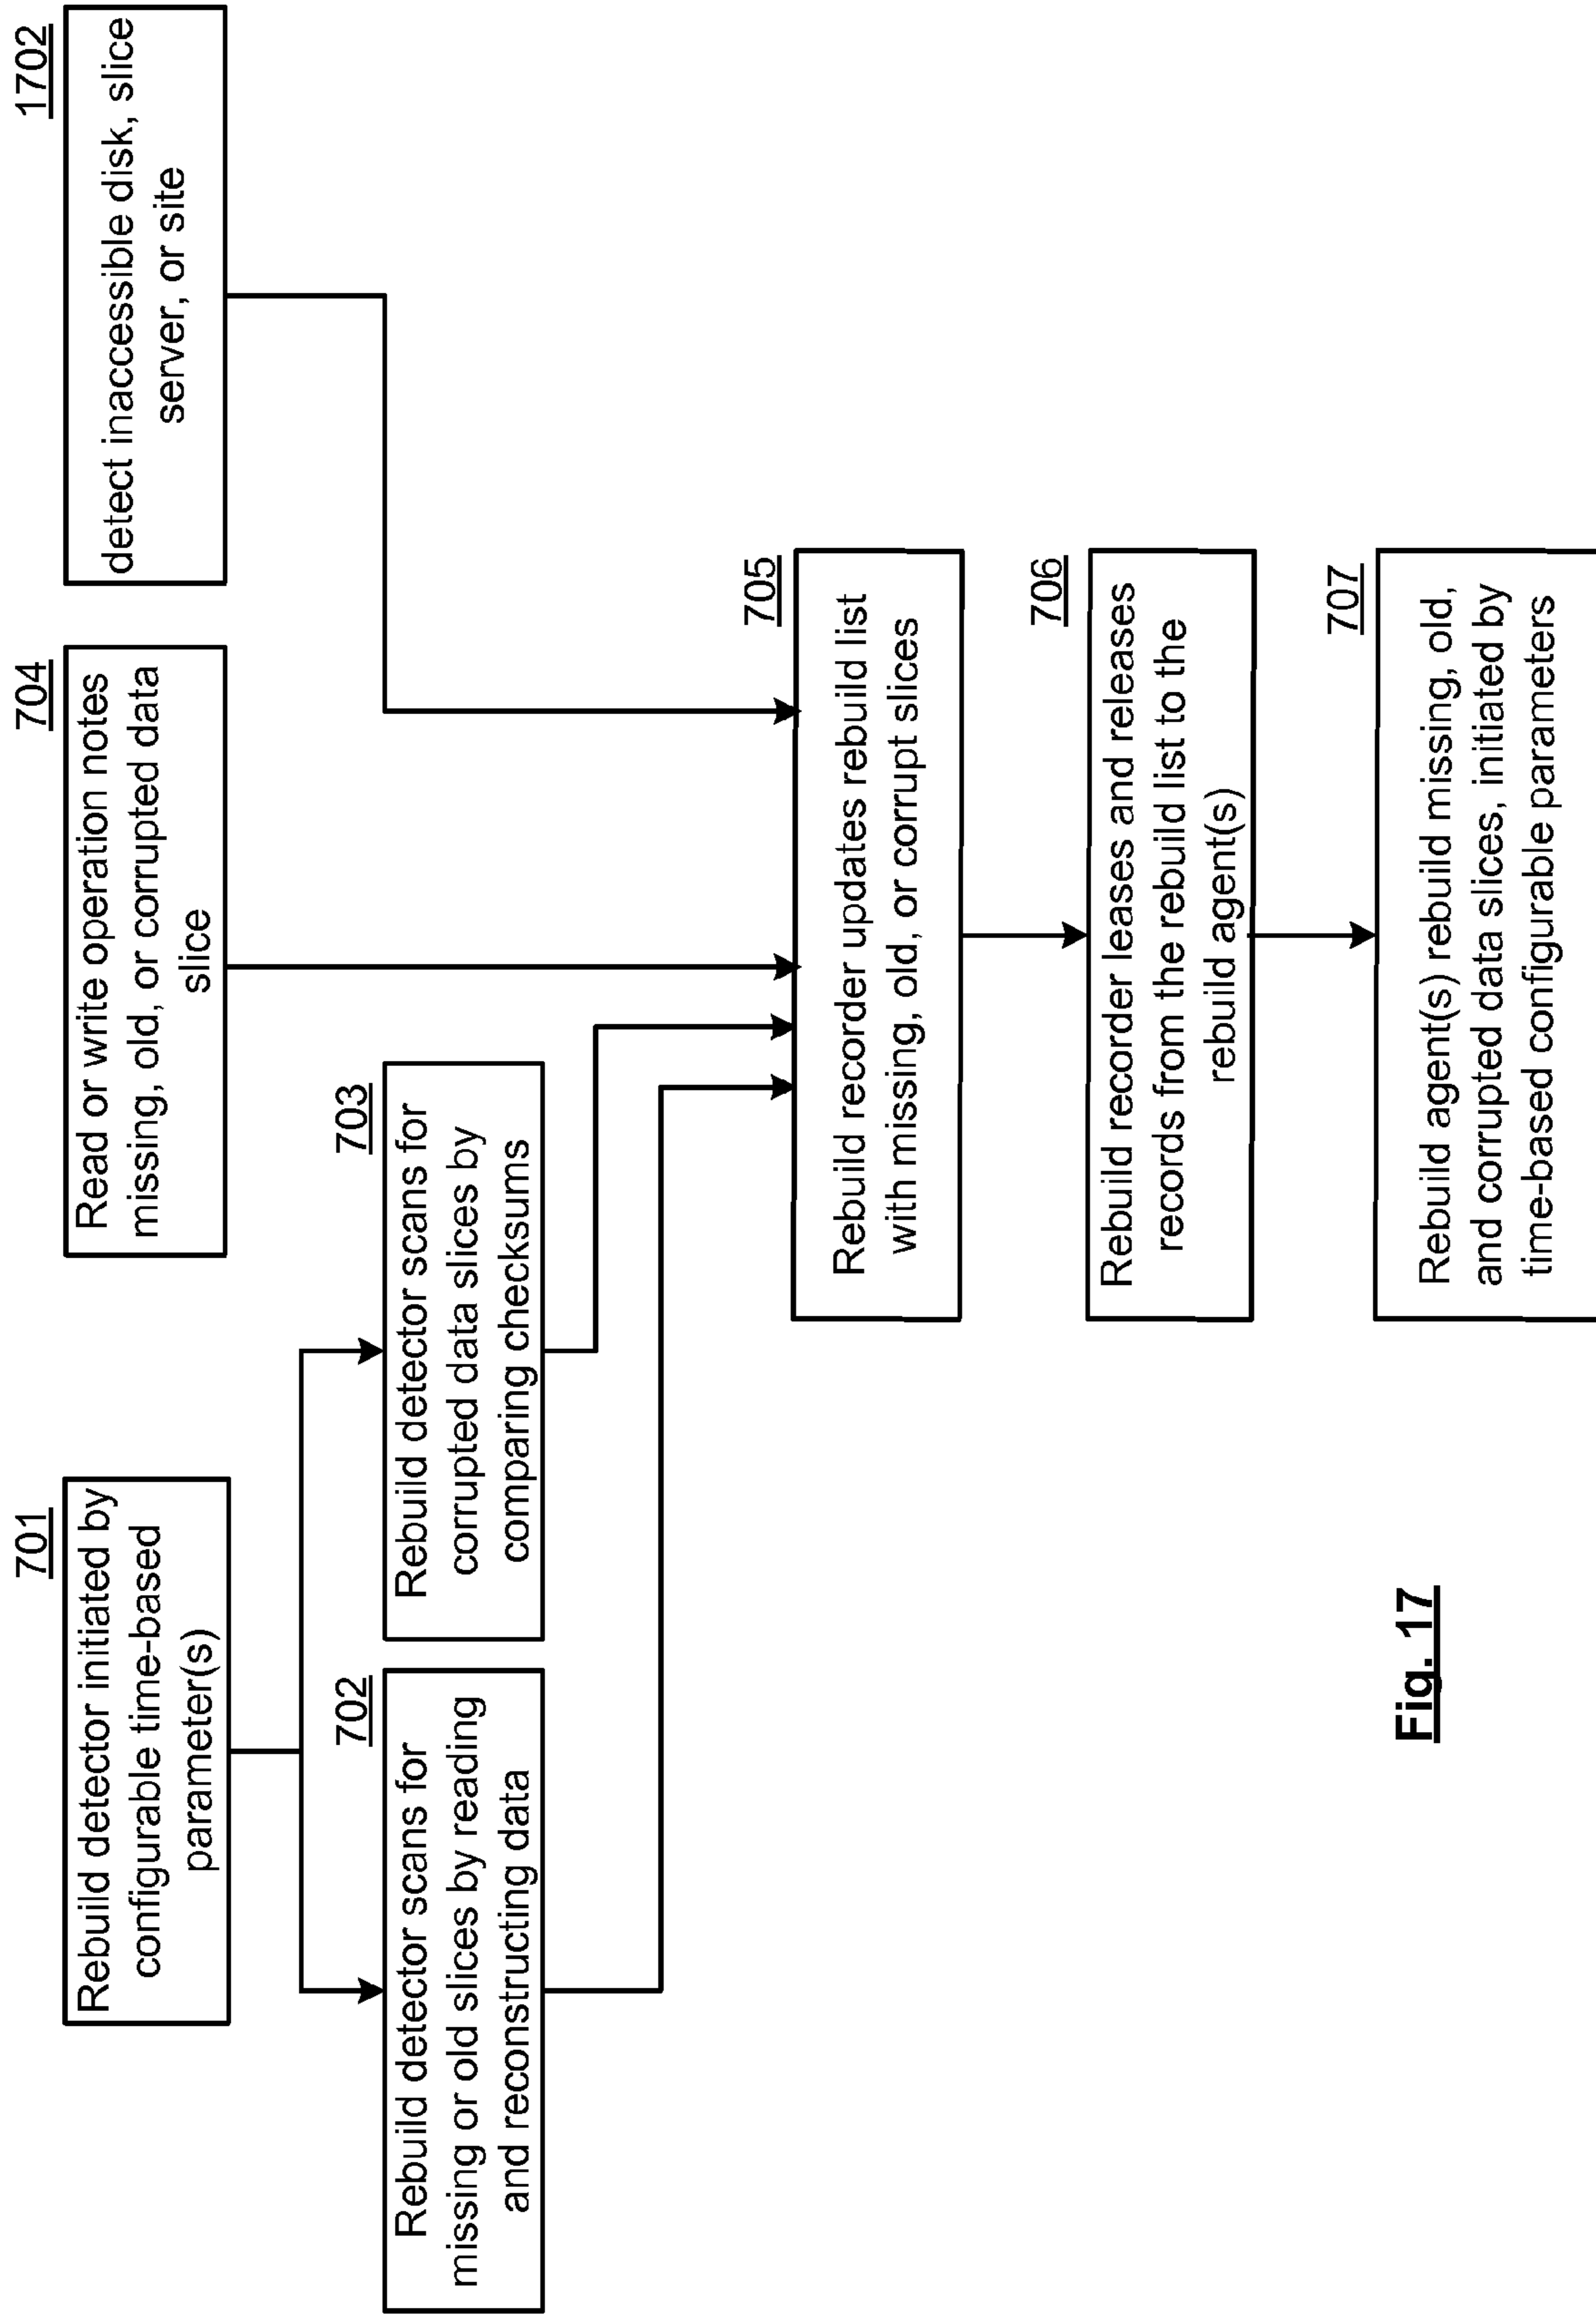 701
Rebuild detector initiated by
configurable time-based
parameter(s)
704
Read or write operation notes
missing, old, or corrupted data
slice
1702
detect inaccessible disk, slice
server, or site
702
Rebuild detector scans for
missing or old slices by reading
and reconstructing data
703
Rebuild detector scans for
corrupted data slices by
comparing checksums
705
Rebuild recorder updates rebuild list
with missing, old, or corrupt slices
706
Rebuild recorder leases and releases
records from the rebuild list to the
rebuild agent(s)
707
Rebuild agent(s) rebuild missing, old,
and corrupted data slices, initiated by
time-based configurable parameters
Fig. 17